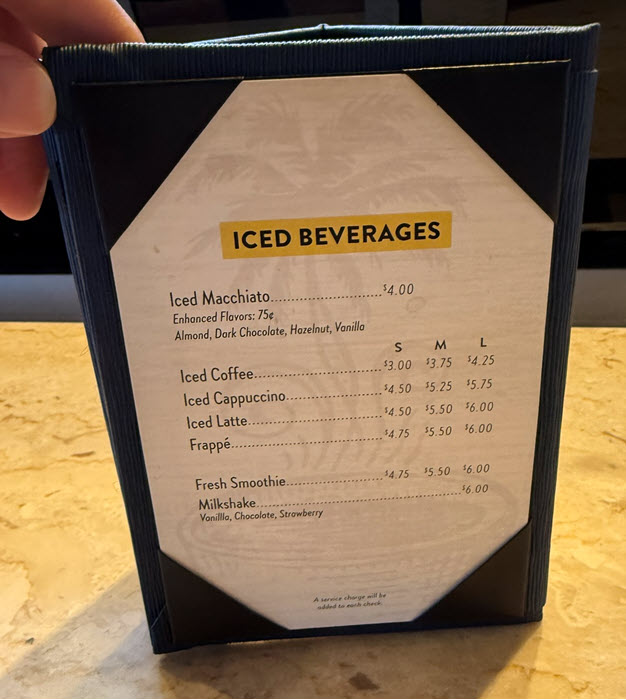 ICED BEVERAGES
Iced Macchiato..........................$4.00
Enhanced Flavors: 75¢
Almond, Dark Chocolate, Hazelnut, Vanilla
S M L
Iced Coffee..............................$3.00 $3.75 $4.25
Iced Cappuccino......................$4.50 $5.25 $5.75
Iced Latte...............................$4.50 $5.50 $6.00
Frappé...................................$4.75 $5.50 $6.00
Fresh Smoothie......................$4.75 $5.50 $6.00
Milkshake..............................................$6.00
Vanilla, Chocolate, Strawberry
A service charge will be
added to each check.